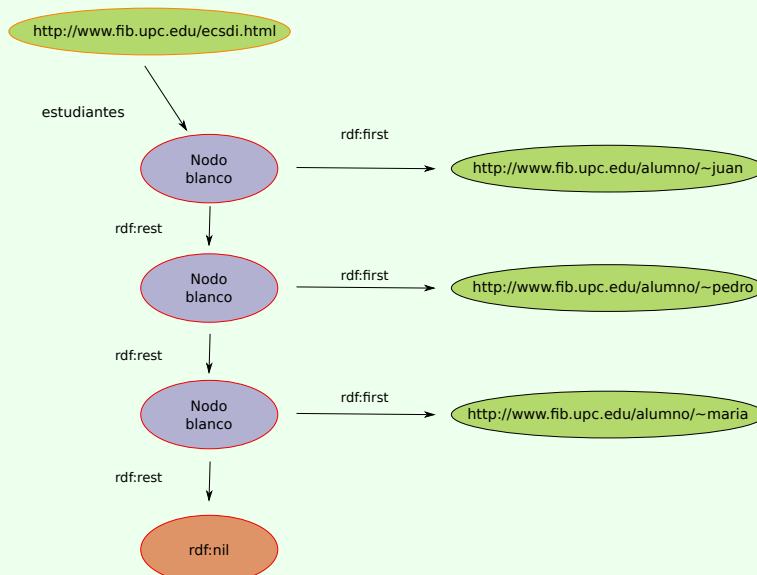 http://www.fib.upc.edu/ecsdi.html
estudiantes
rdf:first
Nodo
blanco
http://www.fib.upc.edu/alumno/~juan
rdf:rest
rdf:first
Nodo
blanco
http://www.fib.upc.edu/alumno/~pedro
rdf:rest
rdf:first
Nodo
blanco
http://www.fib.upc.edu/alumno/~maria
rdf:rest
rdf:nil